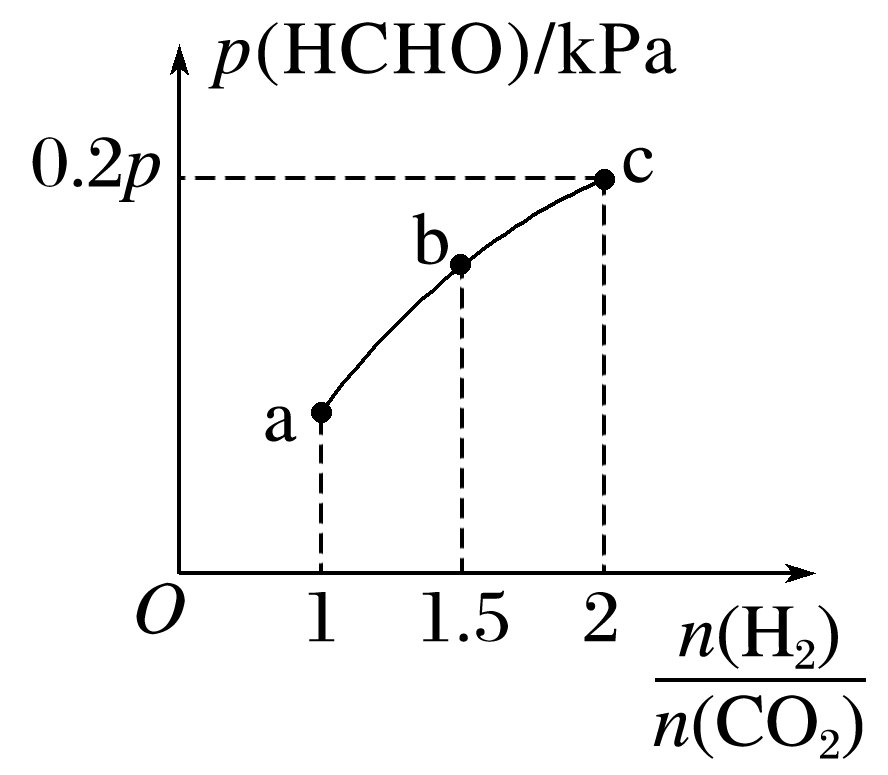 p(HCHO)/kPa
0.2p
c
b
a
O 1 1.5 2
n(H₂)
n(CO₂)